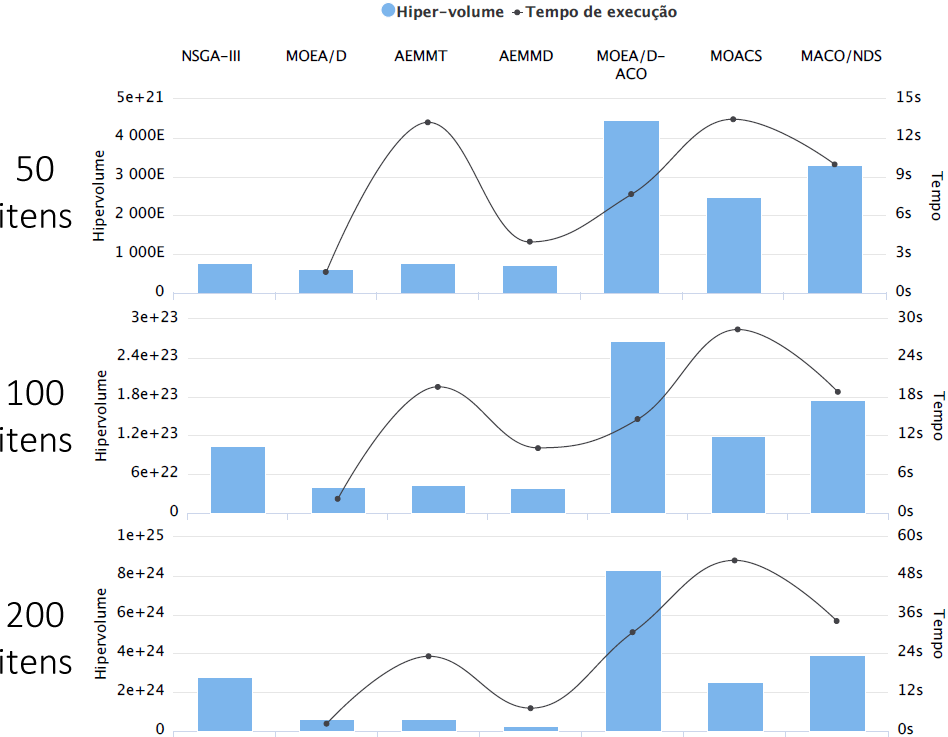 Hiper-volume Tempo de execução
NSGA-III MOEA/D AEMMT AEMMD MOEA/D- MOACS MACO/NDS
ACO
50
itens
Hipervolume
5e+21
4 000E
3 000E
2 000E
1 000E
0
15s
12s
9s
6s
3s
0s
Tempo
100
itens
Hipervolume
3e+23
2.4e+23
1.8e+23
1.2e+23
6e+22
0
30s
24s
18s
12s
6s
0s
Tempo
200
itens
Hipervolume
1e+25
8e+24
6e+24
4e+24
2e+24
0
60s
48s
36s
24s
12s
0s
Tempo